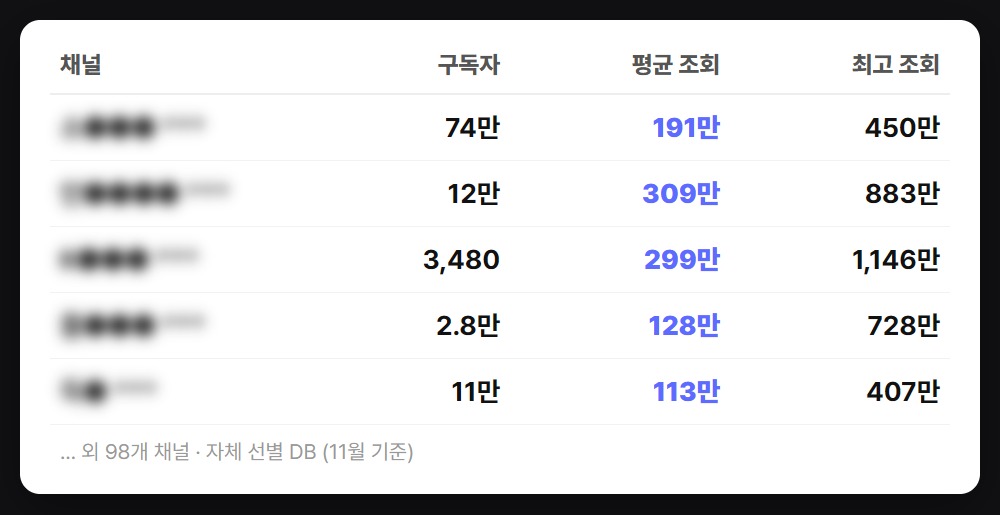 채널 구독자 평균 조회 최고 조회
74만 191만 450만
12만 309만 883만
3,480 299만 1,146만
2.8만 128만 728만
11만 113만 407만
... 외 98개 채널 · 자체 선별 DB (11월 기준)